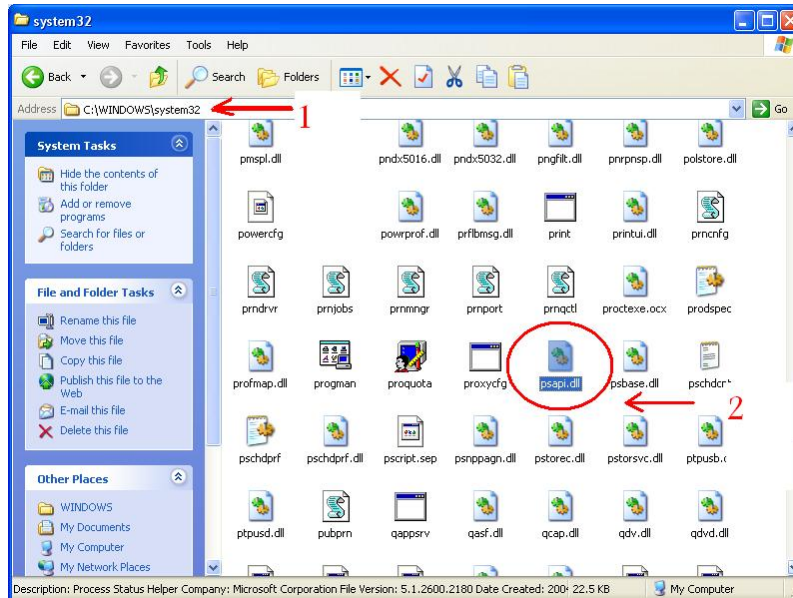 system32
File Edit View Favorites Tools Help
Back Search Folders
Address C:\WINDOWS\system32 Go
1
System Tasks
Hide the contents of
this folder
Add or remove
programs
Search for files or
folders
File and Folder Tasks
Rename this file
Move this file
Copy this file
Publish this file to the
Web
E-mail this file
Delete this file
Other Places
WINDOWS
My Documents
My Computer
My Network Places
pmspl.dll pndx5016.dll pndx5032.dll pngfilt.dll pnrpnsp.dll polstore.dll
powercfg powrprof.dll prflbmsg.dll print printui.dll prncnfg
prndrvr prnjobs prnmngr prnport prnqctl proctexe.ocx prodspec
profmap.dll progman proquota proxycfg psapi.dll psbase.dll pschdcr
2
pschdprf pschdprf.dll pscript.sep psnppagn.dll pstorec.dll pstorsvc.dll ptpusb.
ptpusd.dll pubprn qappsrv qasf.dll qcap.dll qdv.dll qdvd.dll
Description: Process Status Helper Company: Microsoft Corporation File Version: 5.1.2600.2180 Date Created: 200 22.5 KB My Computer